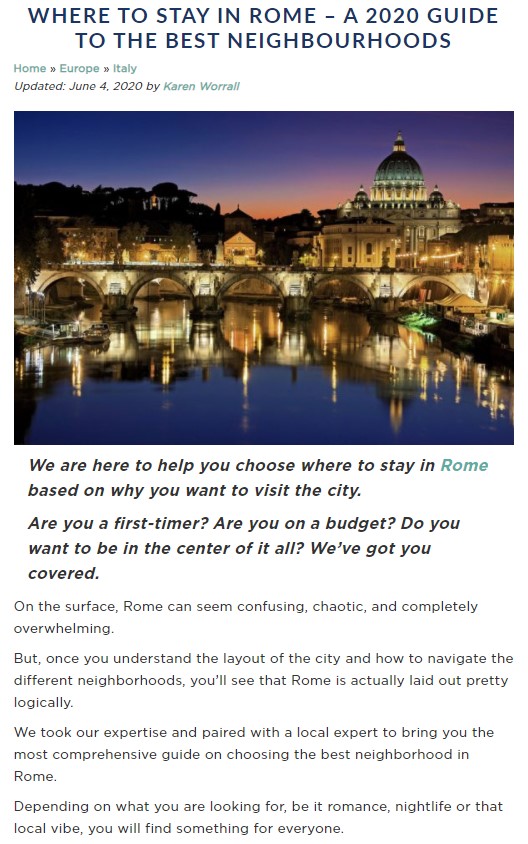 WHERE TO STAY IN ROME – A 2020 GUIDE
TO THE BEST NEIGHBOURHOODS
Home » Europe » Italy
Updated: June 4, 2020 by Karen Worrall
We are here to help you choose where to stay in Rome
based on why you want to visit the city.
Are you a first-timer? Are you on a budget? Do you
want to be in the center of it all? We’ve got you
covered.
On the surface, Rome can seem confusing, chaotic, and completely
overwhelming.
But, once you understand the layout of the city and how to navigate the
different neighborhoods, you’ll see that Rome is actually laid out pretty
logically.
We took our expertise and paired with a local expert to bring you the
most comprehensive guide on choosing the best neighborhood in
Rome.
Depending on what you are looking for, be it romance, nightlife or that
local vibe, you will find something for everyone.